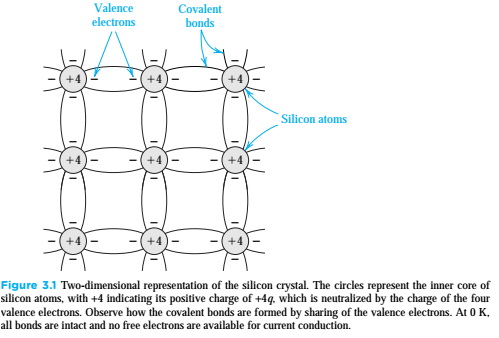 Valence
electrons
Covalent
bonds
+4 +4 +4
Silicon atoms
+4 +4 +4
+4 +4 +4
Figure 3.1 Two-dimensional representation of the silicon crystal. The circles represent the inner core of
silicon atoms, with +4 indicating its positive charge of +4q, which is neutralized by the charge of the four
valence electrons. Observe how the covalent bonds are formed by sharing of the valence electrons. At 0 K,
all bonds are intact and no free electrons are available for current conduction.